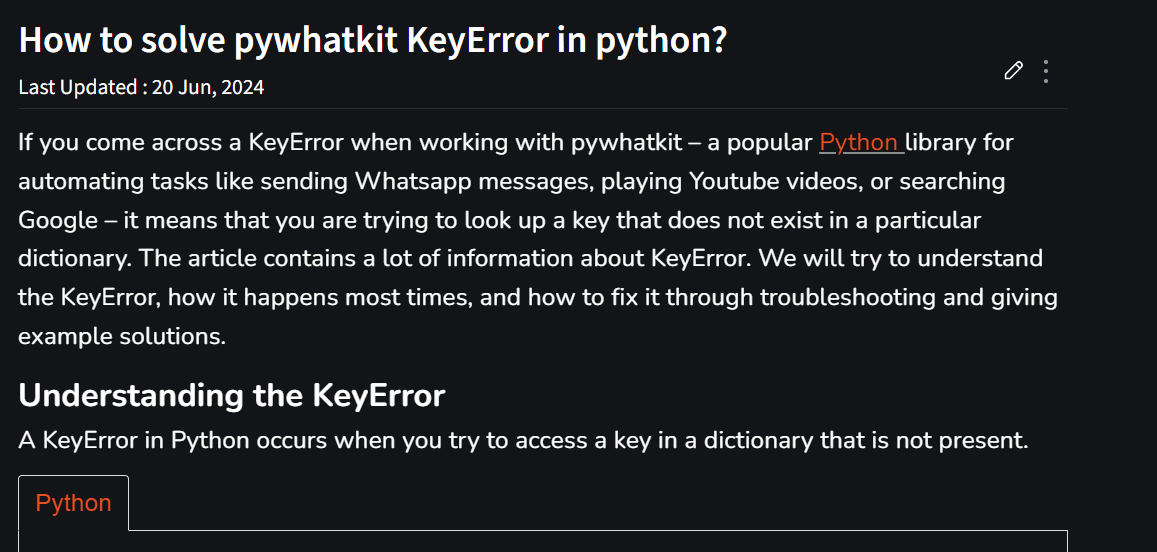 How to solve pywhatkit KeyError in python?
Last Updated : 20 Jun, 2024
If you come across a KeyError when working with pywhatkit – a popular Python library for
automating tasks like sending Whatsapp messages, playing Youtube videos, or searching
Google – it means that you are trying to look up a key that does not exist in a particular
dictionary. The article contains a lot of information about KeyError. We will try to understand
the KeyError, how it happens most times, and how to fix it through troubleshooting and giving
example solutions.
Understanding the KeyError
A KeyError in Python occurs when you try to access a key in a dictionary that is not present.
Python